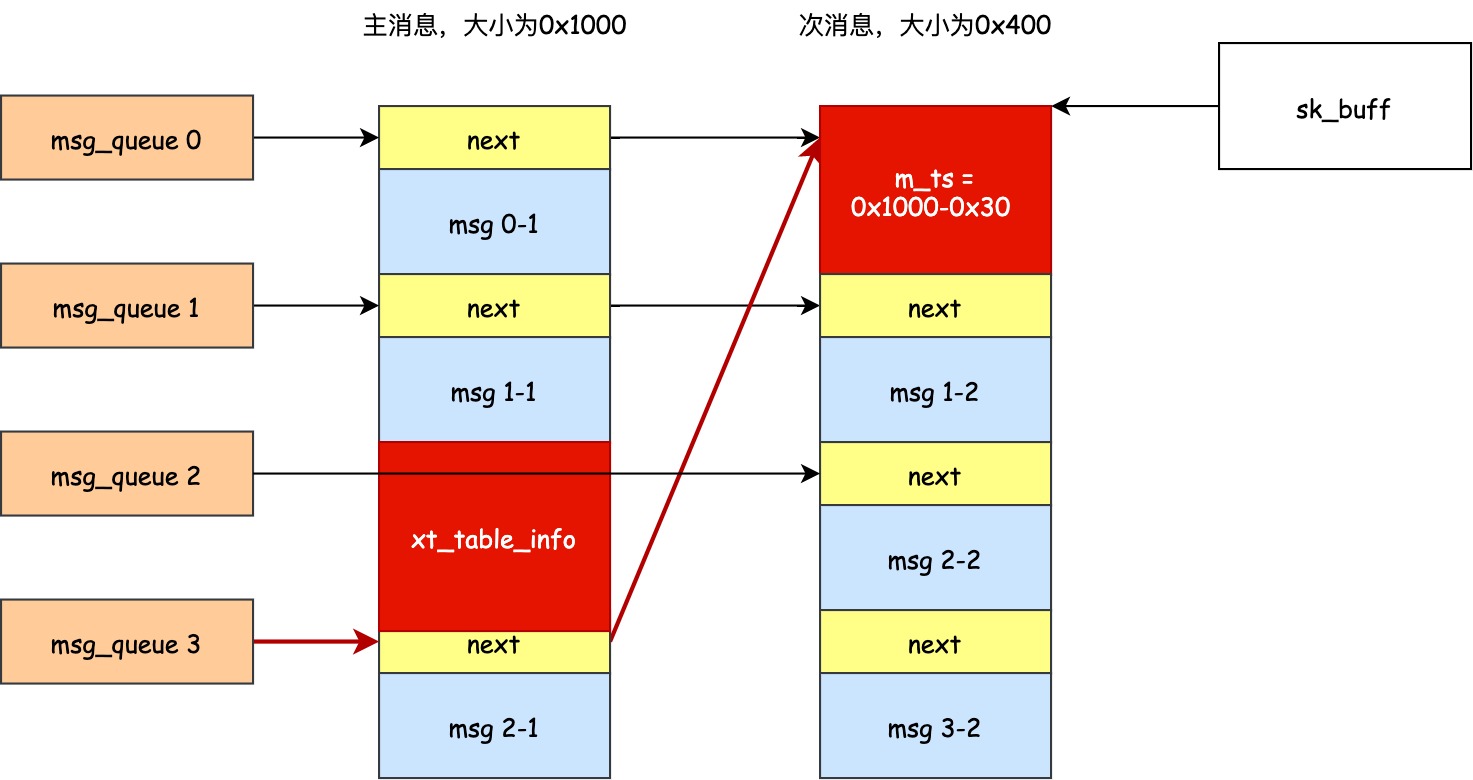 主消息，大小为0x1000
次消息，大小为0x400
sk_buff
msg_queue 0
next
m_ts =
0x1000-0x30
msg 0-1
msg_queue 1
next
next
msg 1-1
msg 1-2
msg_queue 2
next
xt_table_info
msg 2-2
msg_queue 3
next
next
msg 2-1
msg 3-2